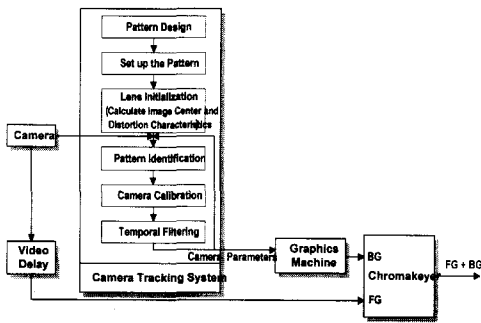 Pattern Design
Set up the Pattern
Lens Initialization
(Calculate Image Center and
Distortion Characteristics
Camera
Pattern Identification
Camera Calibration
Temporal Filtering
Camera Parameters
Video
Delay
Camera Tracking System
Graphics
Machine
BG
Chromakeyer
FG
FG + BG